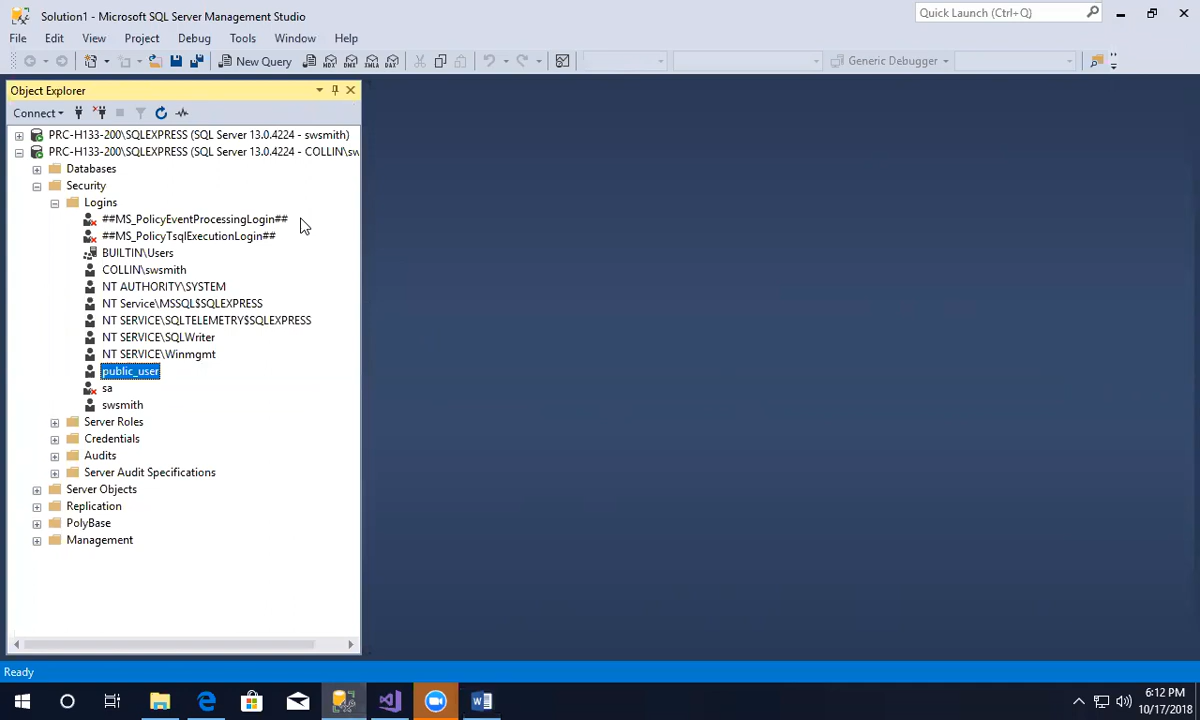 Solution1 - Microsoft SQL Server Management Studio
Quick Launch (Ctrl+Q)
File Edit View Project Debug Tools Window Help
New Query
MDX DMX XMLA DAX
Generic Debugger
Object Explorer
Connect
PRC-H133-200\SQLEXPRESS (SQL Server 13.0.4224 - swsmith)
PRC-H133-200\SQLEXPRESS (SQL Server 13.0.4224 - COLLIN\sw
Databases
Security
Logins
##MS_PolicyEventProcessingLogin##
##MS_PolicyTsqlExecutionLogin##
BUILTIN\Users
COLLIN\swsmith
NT AUTHORITY\SYSTEM
NT Service\MSSQL$SQLEXPRESS
NT SERVICE\SQLTELEMETRY$SQLEXPRESS
NT SERVICE\SQLWriter
NT SERVICE\Winmgmt
public_user
sa
swsmith
Server Roles
Credentials
Audits
Server Audit Specifications
Server Objects
Replication
PolyBase
Management
Ready
6:12 PM
10/17/2018